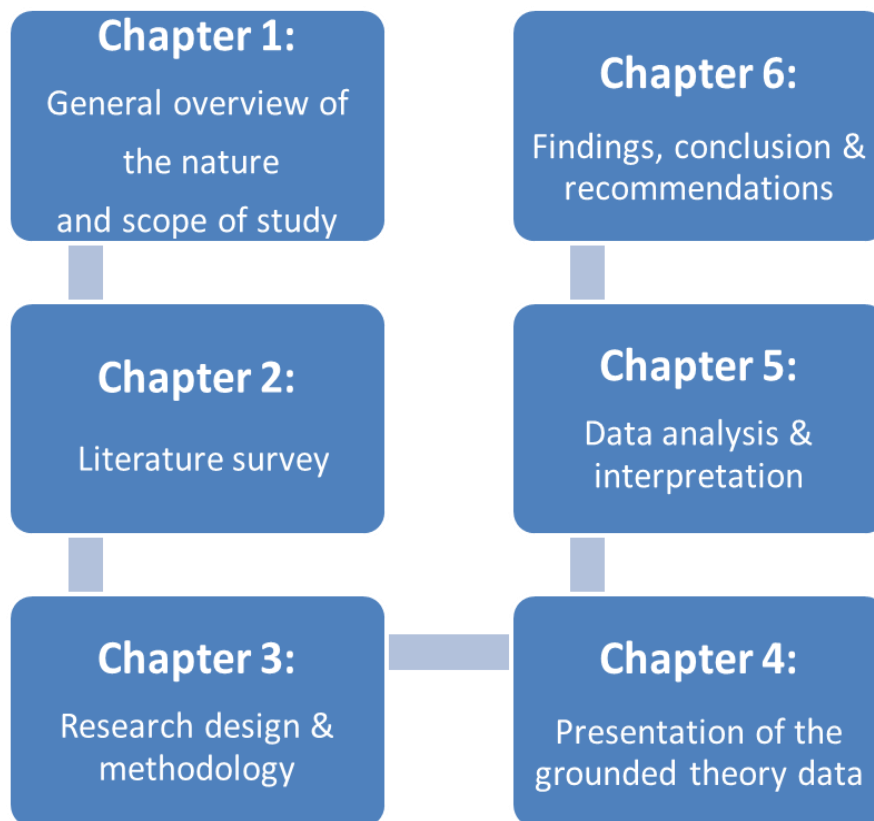 Chapter 1:
General overview of
the nature
and scope of study
Chapter 2:
Literature survey
Chapter 3:
Research design &
methodology
Chapter 4:
Presentation of the
grounded theory data
Chapter 5:
Data analysis &
interpretation
Chapter 6:
Findings, conclusion &
recommendations